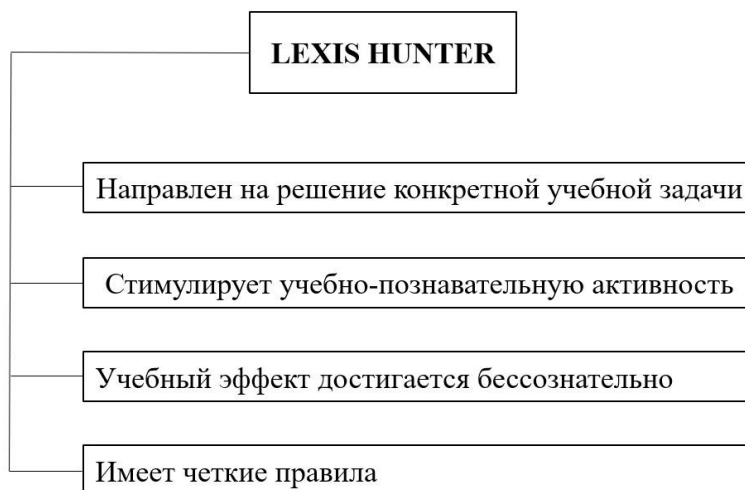 LEXIS HUNTER
Направлен на решение конкретной учебной задачи
Стимулирует учебно-познавательную активность
Учебный эффект достигается бессознательно
Имеет четкие правила